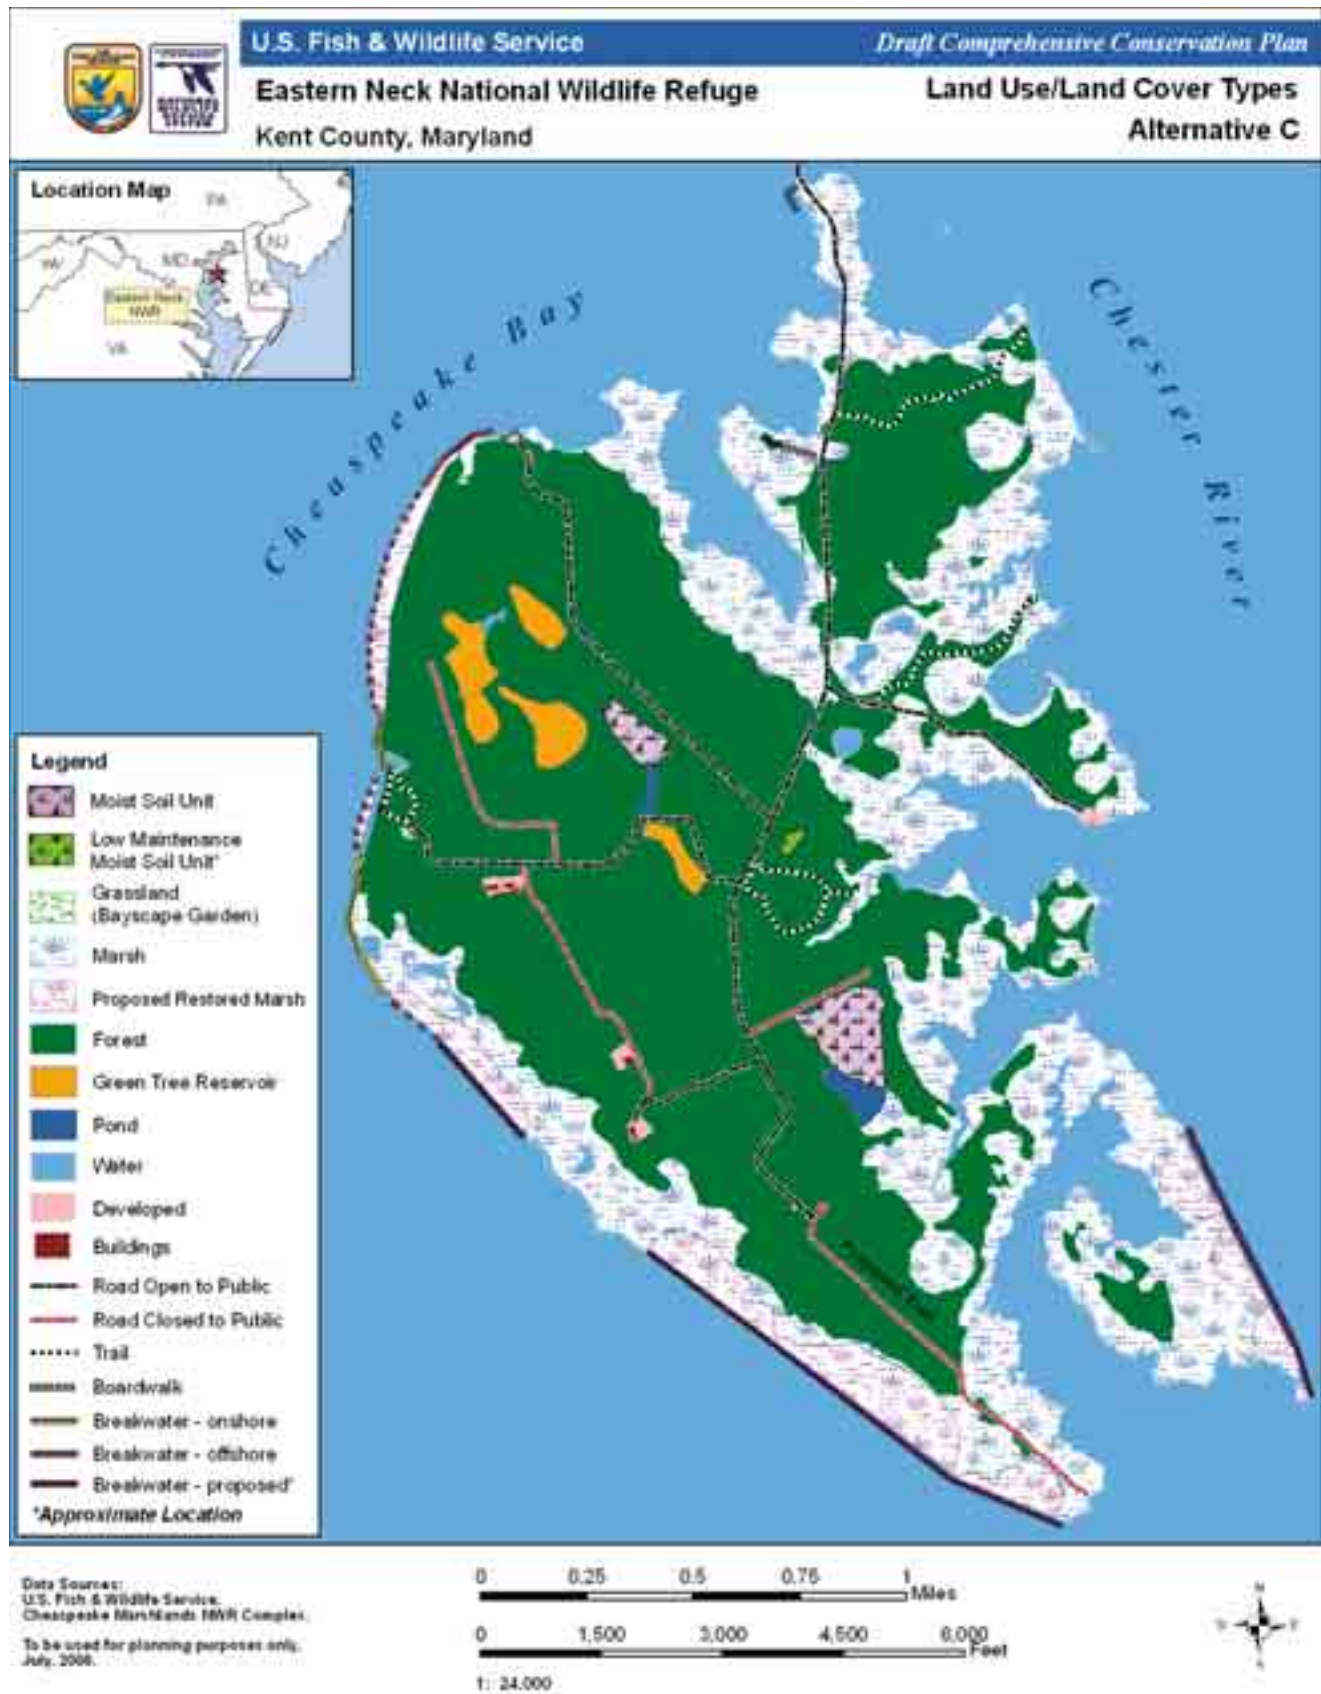 U.S. Fish & Wildlife Service
Draft Comprehensive Conservation Plan
Eastern Neck National Wildlife Refuge
Land Use/Land Cover Types
Kent County, Maryland
Alternative C
Location Map
PA
NJ
MD
DE
Eastern Neck
NWR
VA
Cheaspeake Bay
Chester River
Legend
Moist Soil Unit
Low Maintenance
Moist Soil Unit*
Grassland
(Bayscape Garden)
Marsh
Proposed Restored Marsh
Forest
Green Tree Reservoir
Pond
Water
Developed
Buildings
Road Open to Public
Road Closed to Public
Trail
Boardwalk
Breakwater - onshore
Breakwater - offshore
Breakwater - proposed*
*Approximate Location
Data Sources:
U.S. Fish & Wildlife Service,
Chesapeake Marshlands NWR Complex.
To be used for planning purposes only.
July, 2008.
0 0.25 0.5 0.75 1
Miles
0 1,500 3,000 4,500 6,000
Feet
1: 24,000
N